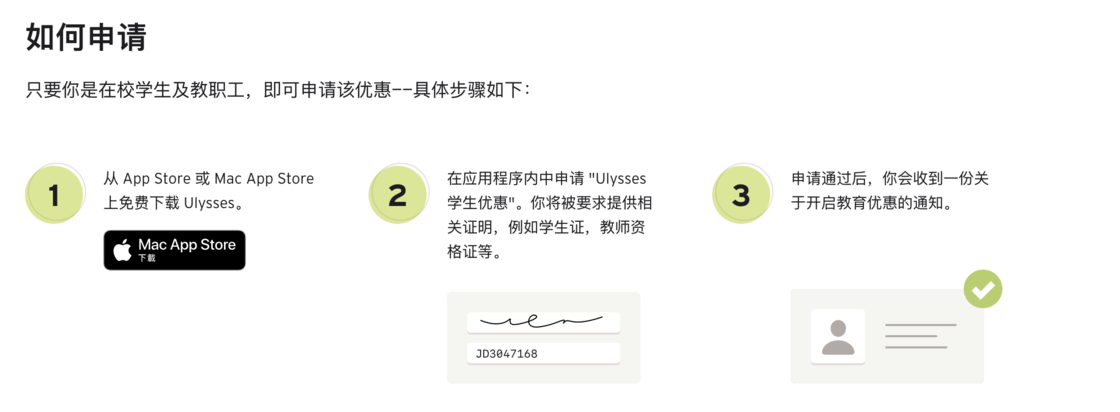 如何申请
只要你是在校学生及教职工，即可申请该优惠--具体步骤如下：
1
从 App Store 或 Mac App Store
上免费下载 Ulysses。
Mac App Store
下載
2
在应用程序内中申请 "Ulysses
学生优惠"。你将被要求提供相
关证明，例如学生证，教师资
格证等。
JD3047168
3
申请通过后，你会收到一份关
于开启教育优惠的通知。